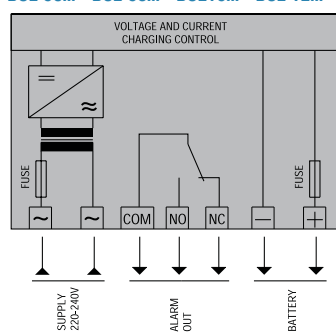 VOLTAGE AND CURRENT
CHARGING CONTROL
=
≈
FUSE
FUSE
~
~
COM
NO
NC
−
+
SUPPLY
220-240V
ALARM
OUT
BATTERY